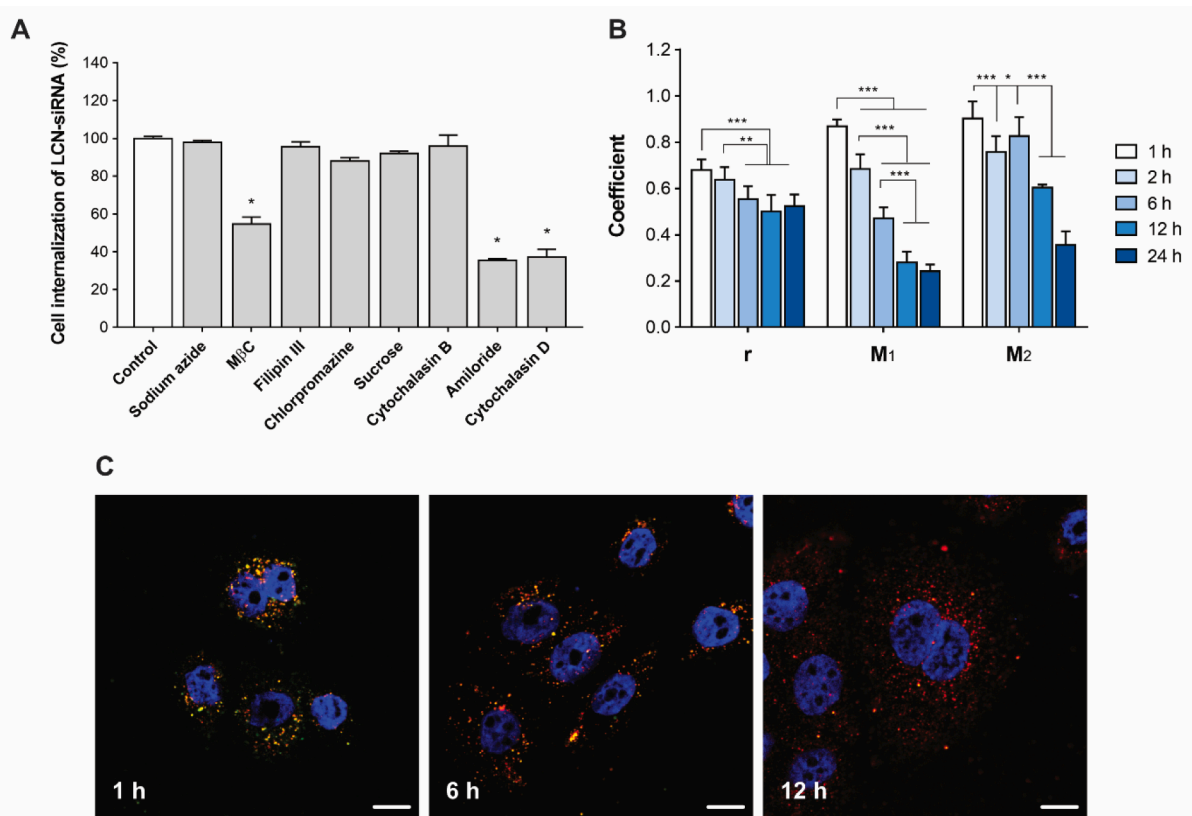 A
Cell internalization of LCN-siRNA (%)
140
120
100
80
60
40
20
0
*
*
*
Control
Sodium azide
MβC
Filipin III
Chlorpromazine
Sucrose
Cytochalasin B
Amiloride
Cytochalasin D
B
Coefficient
1.2
1.0
0.8
0.6
0.4
0.2
0.0
***
**
***
***
***
*** * ***
r M1 M2
1 h
2 h
6 h
12 h
24 h
C
1 h
6 h
12 h